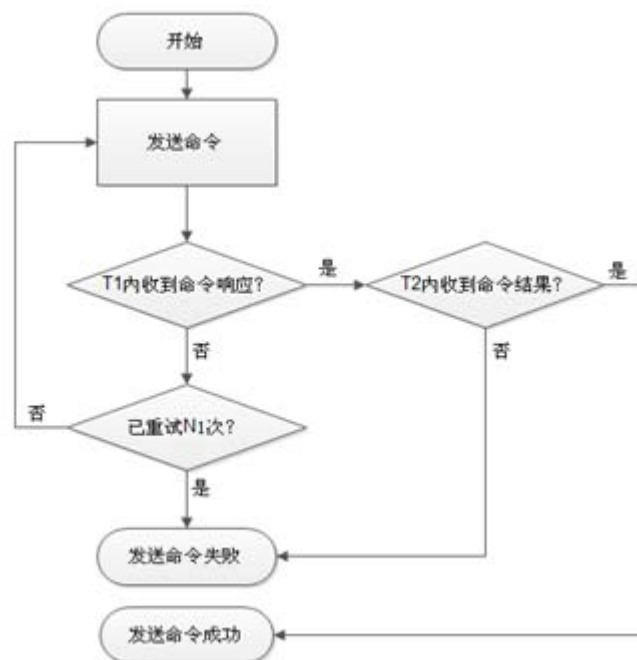 开始
发送命令
T1内收到命令响应?
是
T2内收到命令结果?
是
否
否
否
已重试N1次?
是
发送命令失败
发送命令成功